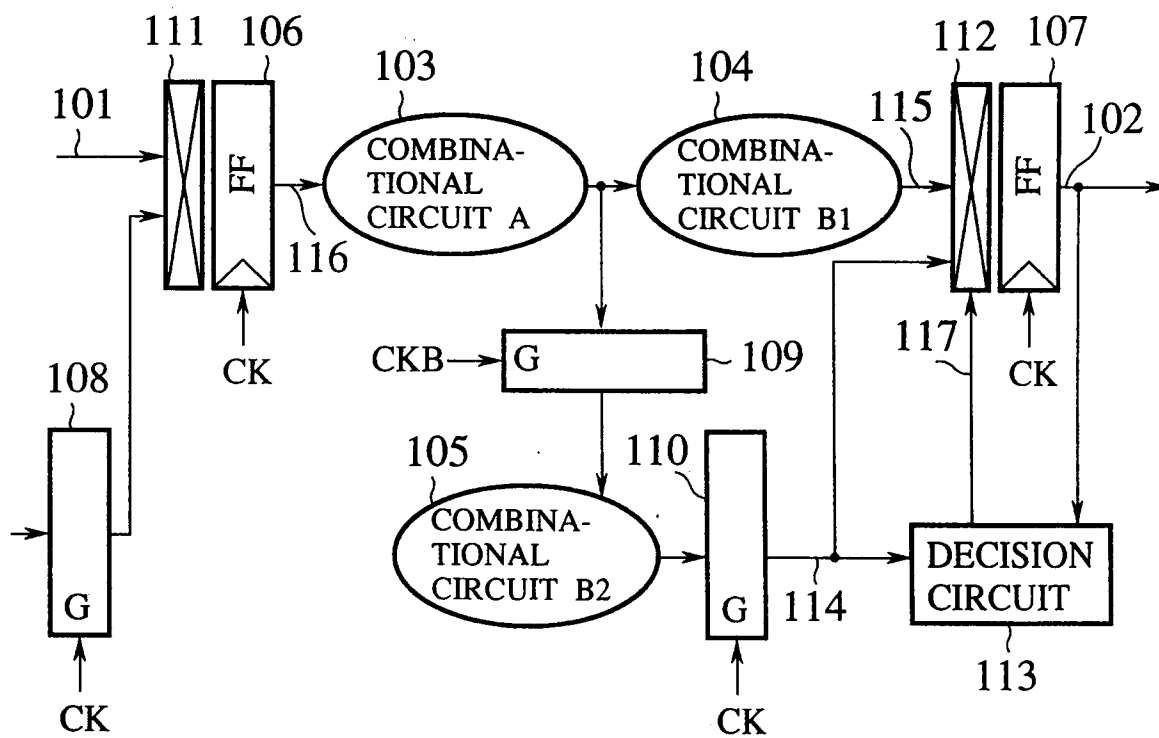 111
106
103
104
112
107
101
115
102
COMBINA-
TIONAL
CIRCUIT A
COMBINA-
TIONAL
CIRCUIT B1
FF
FF
116
CK
CKB
G
109
117
CK
108
105
110
COMBINA-
TIONAL
CIRCUIT B2
DECISION
CIRCUIT
G
G
114
113
CK
CK